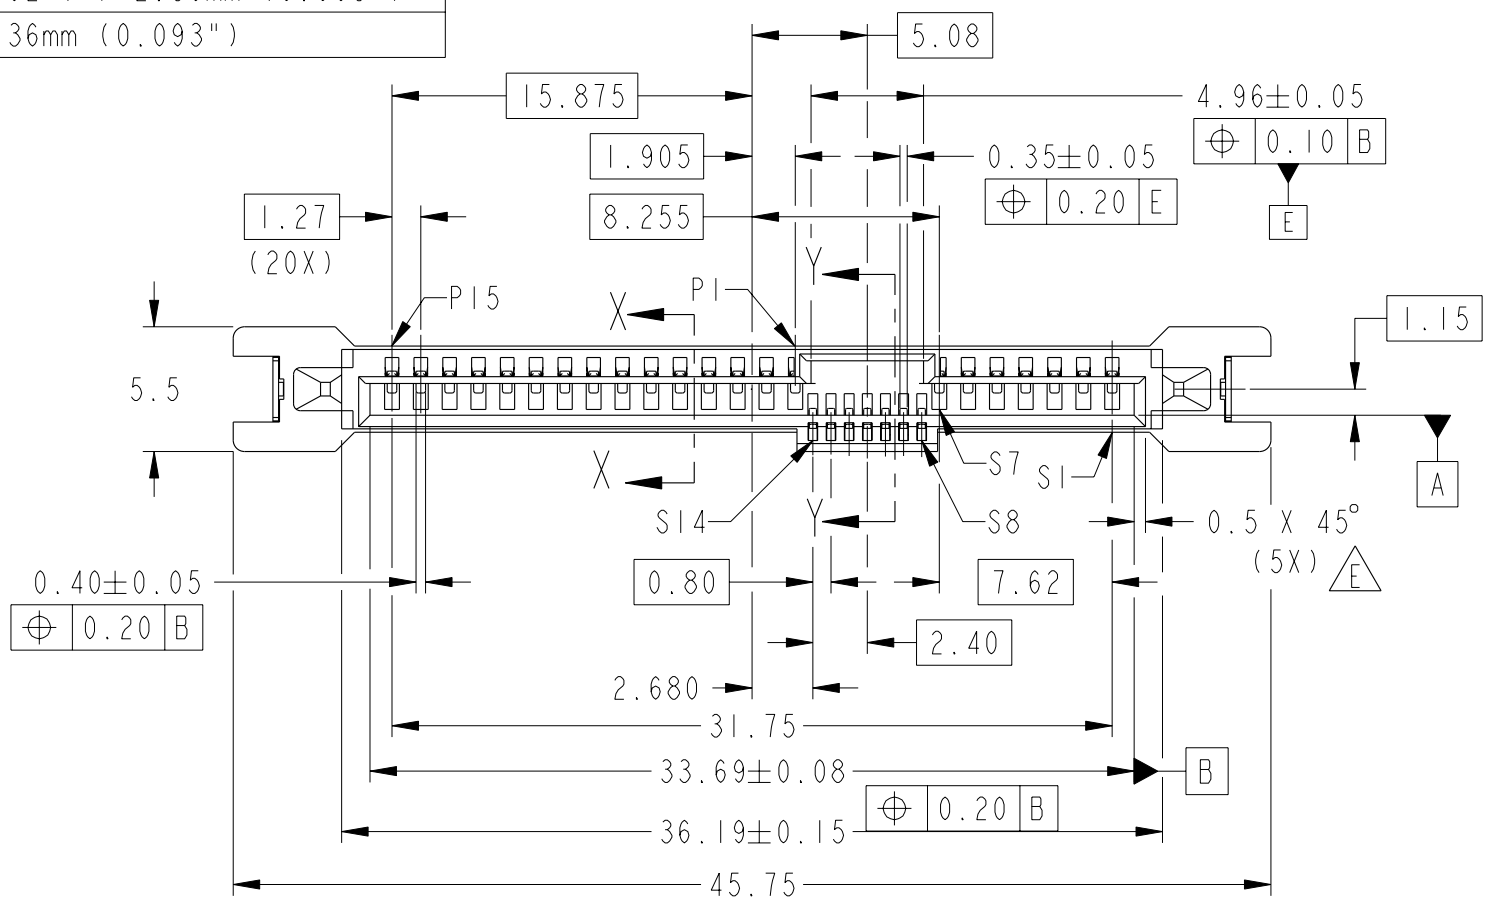 36mm (0.093")
5.08
15.875
4.96±0.05
⌖ 0.10 B
1.905
0.35±0.05
⌖ 0.20 E
E
1.27
(20X)
8.255
Y
P15
P1
X
1.15
5.5
S7
S1
X
A
S14
Y
S8
0.5 X 45°
(5X) E
0.40±0.05
⌖ 0.20 B
0.80
7.62
2.40
2.680
31.75
33.69±0.08
B
⌖ 0.20 B
36.19±0.15
45.75